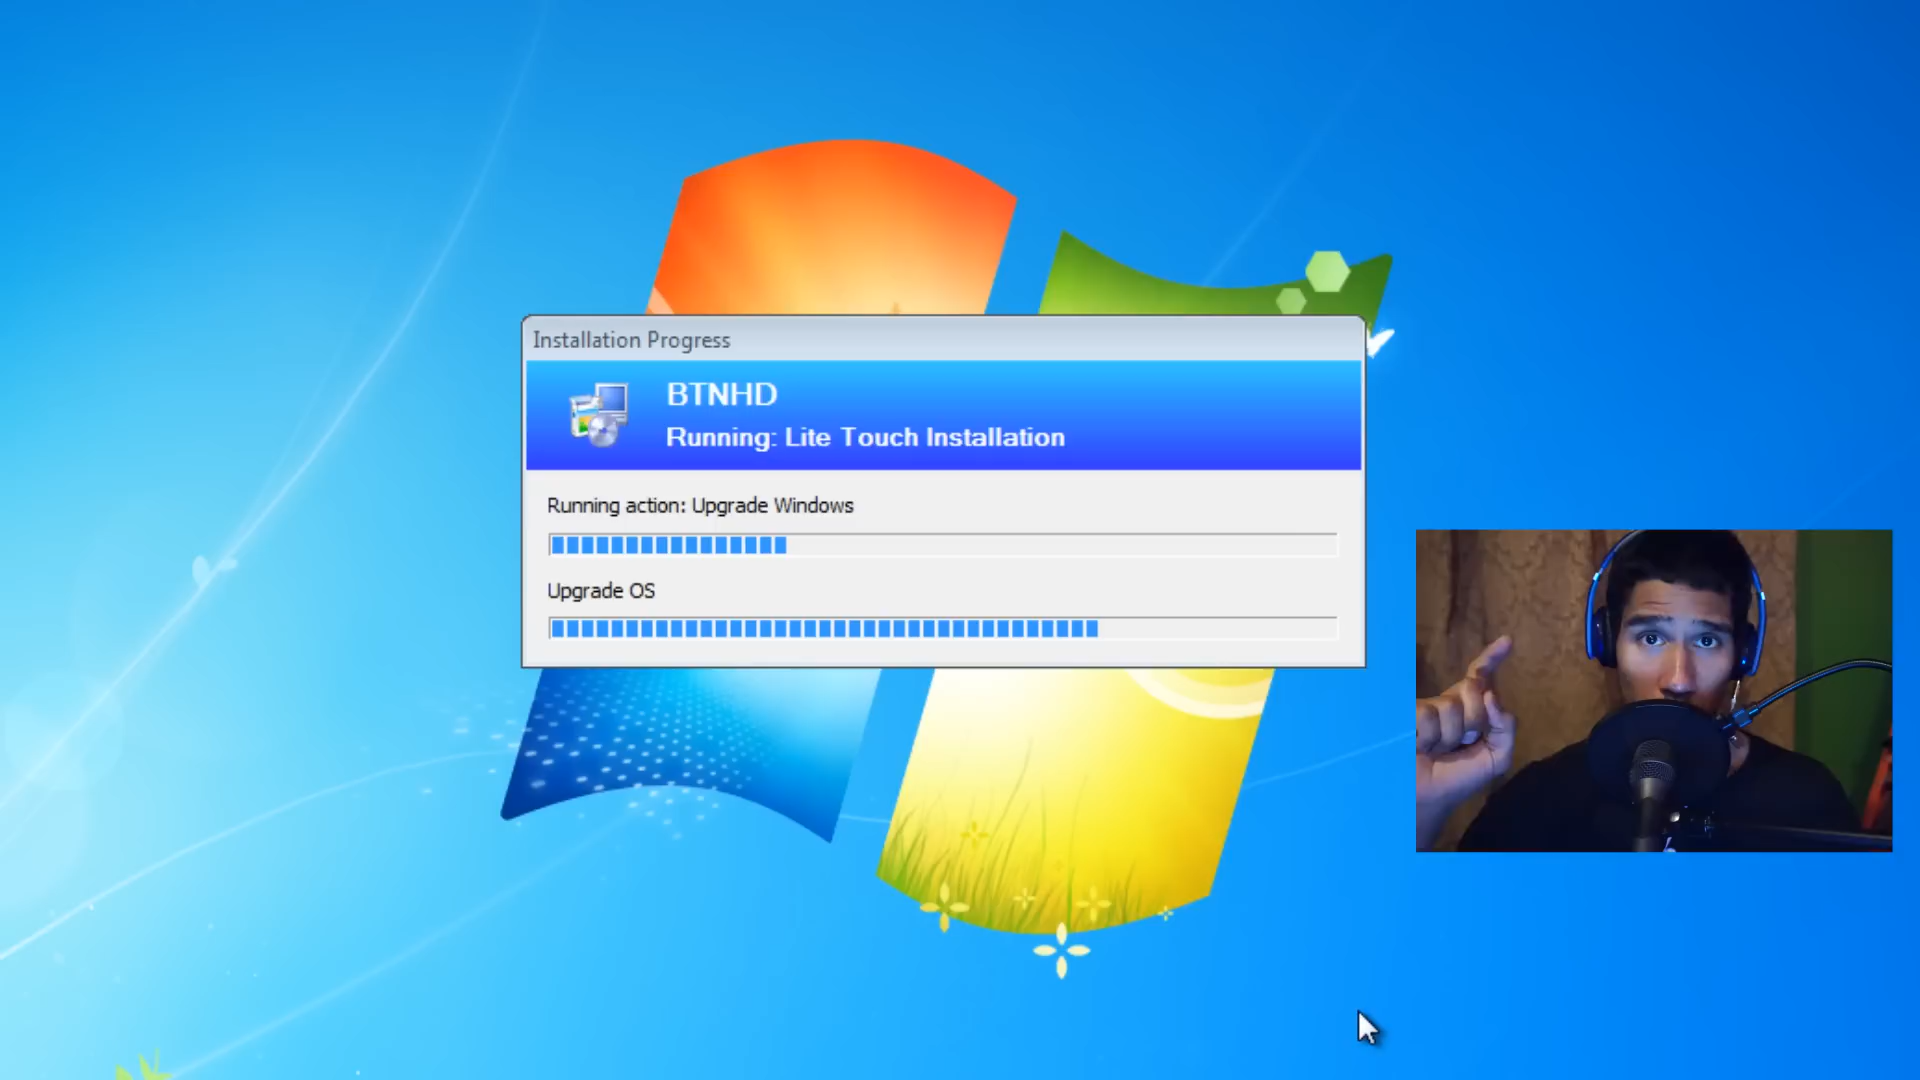 Installation Progress
BTNHD
Running: Lite Touch Installation
Running action: Upgrade Windows
Upgrade OS